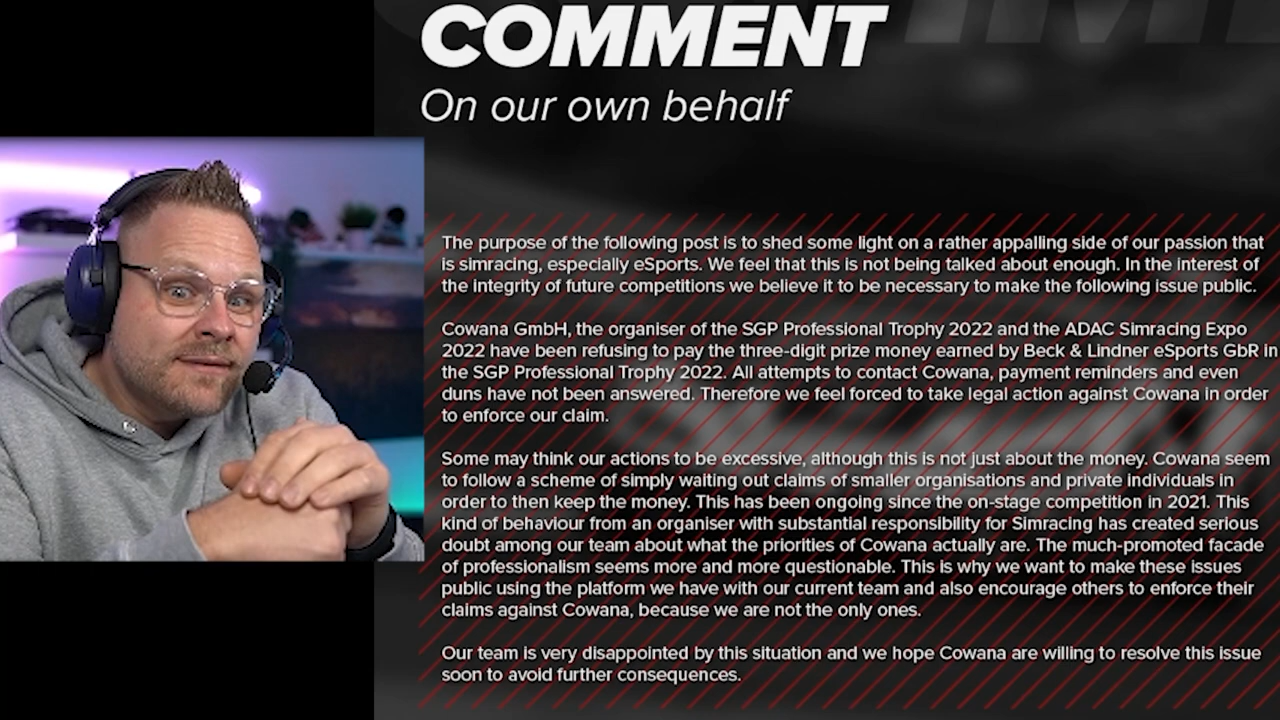 COMMENT
On our own behalf
The purpose of the following post is to shed some light on a rather appalling side of our passion that
is simracing, especially eSports. We feel that this is not being talked about enough. In the interest of
the integrity of future competitions we believe it to be necessary to make the following issue public.
Cowana GmbH, the organiser of the SGP Professional Trophy 2022 and the ADAC Simracing Expo
2022 have been refusing to pay the three-digit prize money earned by Beck & Lindner eSports GbR in
the SGP Professional Trophy 2022. All attempts to contact Cowana, payment reminders and even
duns have not been answered. Therefore we feel forced to take legal action against Cowana in order
to enforce our claim.
Some may think our actions to be excessive, although this is not just about the money. Cowana seem
to follow a scheme of simply waiting out claims of smaller organisations and private individuals in
order to then keep the money. This has been ongoing since the on-stage competition in 2021. This
kind of behaviour from an organiser with substantial responsibility for Simracing has created serious
doubt among our team about what the priorities of Cowana actually are. The much-promoted facade
of professionalism seems more and more questionable. This is why we want to make these issues
public using the platform we have with our current team and also encourage others to enforce their
claims against Cowana, because we are not the only ones.
Our team is very disappointed by this situation and we hope Cowana are willing to resolve this issue
soon to avoid further consequences.